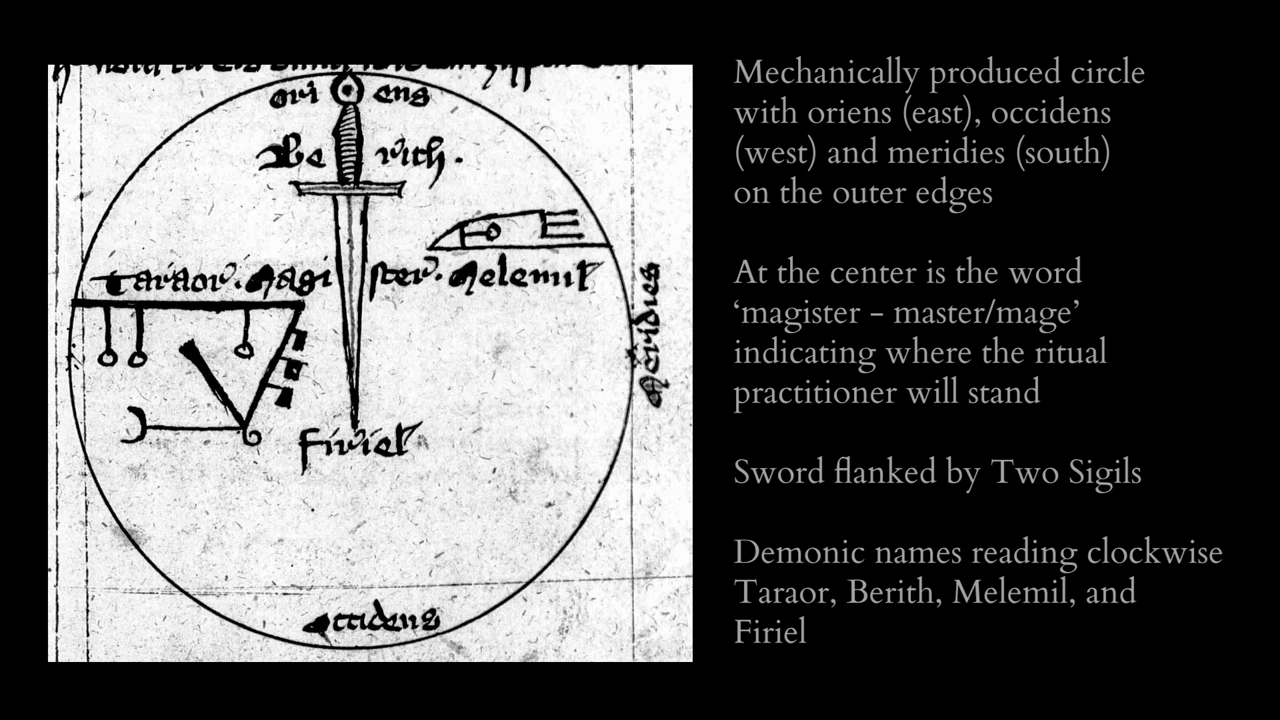 ori ens
Be rith.
Taraor. Magi ster. Melemil
Meridies
Firiel
occidens
Mechanically produced circle
with oriens (east), occidens
(west) and meridies (south)
on the outer edges
At the center is the word
‘magister - master/mage’
indicating where the ritual
practitioner will stand
Sword flanked by Two Sigils
Demonic names reading clockwise
Taraor, Berith, Melemil, and
Firiel